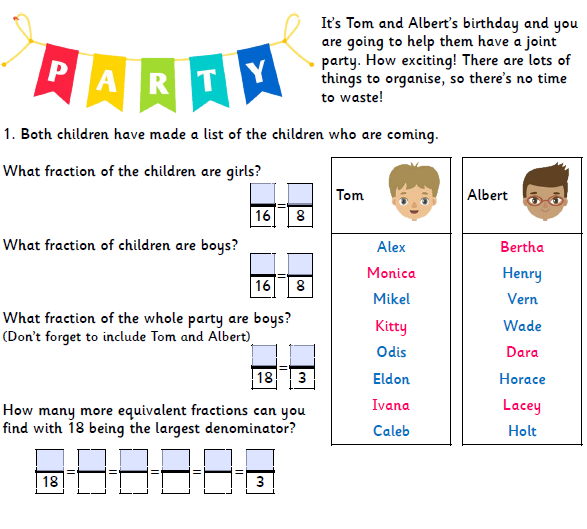 PARTY
It's Tom and Albert's birthday and you
are going to help them have a joint
party. How exciting! There are lots of
things to organise, so there's no time
to waste!
1. Both children have made a list of the children who are coming.
What fraction of the children are girls?
16 = 8
What fraction of children are boys?
16 = 8
What fraction of the whole party are boys?
(Don't forget to include Tom and Albert)
18 = 3
How many more equivalent fractions can you
find with 18 being the largest denominator?
18 = = = = = 3
Tom
Alex
Monica
Mikel
Kitty
Odis
Eldon
Ivana
Caleb
Albert
Bertha
Henry
Vern
Wade
Dara
Horace
Lacey
Holt